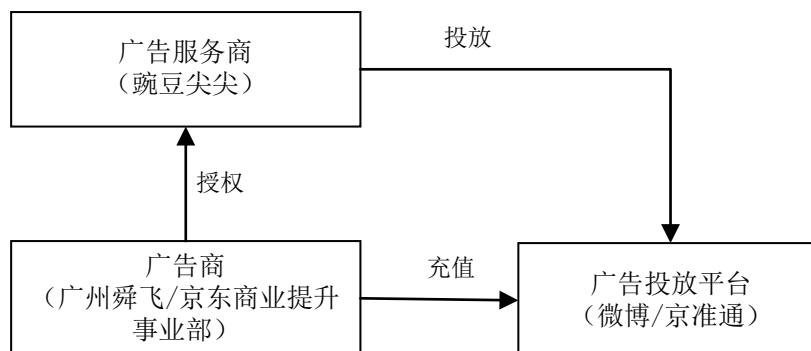 广告服务商
（豌豆尖尖）
投放
授权
广告商
（广州舜飞/京东商业提升
事业部）
充值
广告投放平台
（微博/京准通）